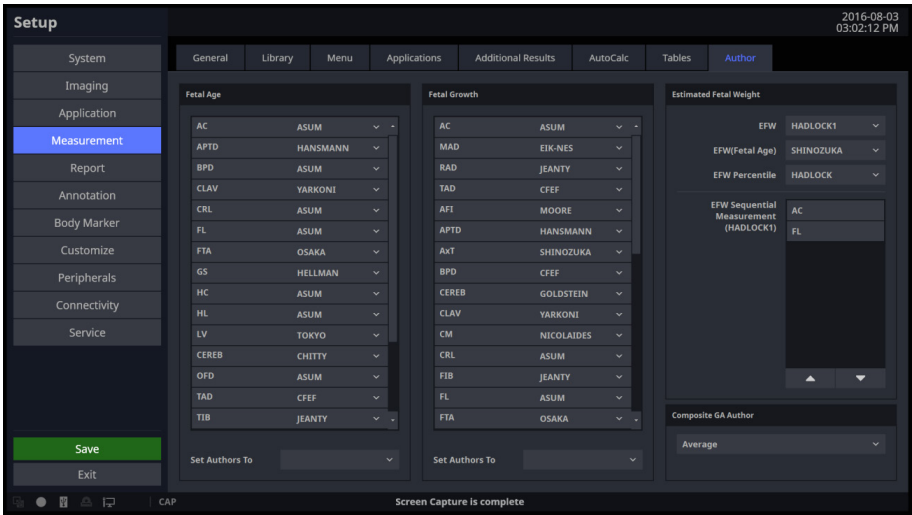 Setup
2016-08-03
03:02:12 PM
System
Imaging
Application
Measurement
Report
Annotation
Body Marker
Customize
Peripherals
Connectivity
Service
Save
Exit
General Library Menu Applications Additional Results AutoCalc Tables Author
Fetal Age
AC ASUM
APTD HANSMANN
BPD ASUM
CLAV YARKONI
CRL ASUM
FL ASUM
FTA OSAKA
GS HELLMAN
HC ASUM
HL ASUM
LV TOKYO
CEREB CHITTY
OFD ASUM
TAD CFEF
TIB JEANTY
Set Authors To
Fetal Growth
AC ASUM
MAD EIK-NES
RAD JEANTY
TAD CFEF
AFI MOORE
APTD HANSMANN
AxT SHINOZUKA
BPD CFEF
CEREB GOLDSTEIN
CLAV YARKONI
CM NICOLAIDES
CRL ASUM
FIB JEANTY
FL ASUM
FTA OSAKA
Set Authors To
Estimated Fetal Weight
EFW HADLOCK1
EFW(Fetal Age) SHINOZUKA
EFW Percentile HADLOCK
EFW Sequential
Measurement
(HADLOCK1)
AC
FL
Composite GA Author
Average
CAP
Screen Capture is complete